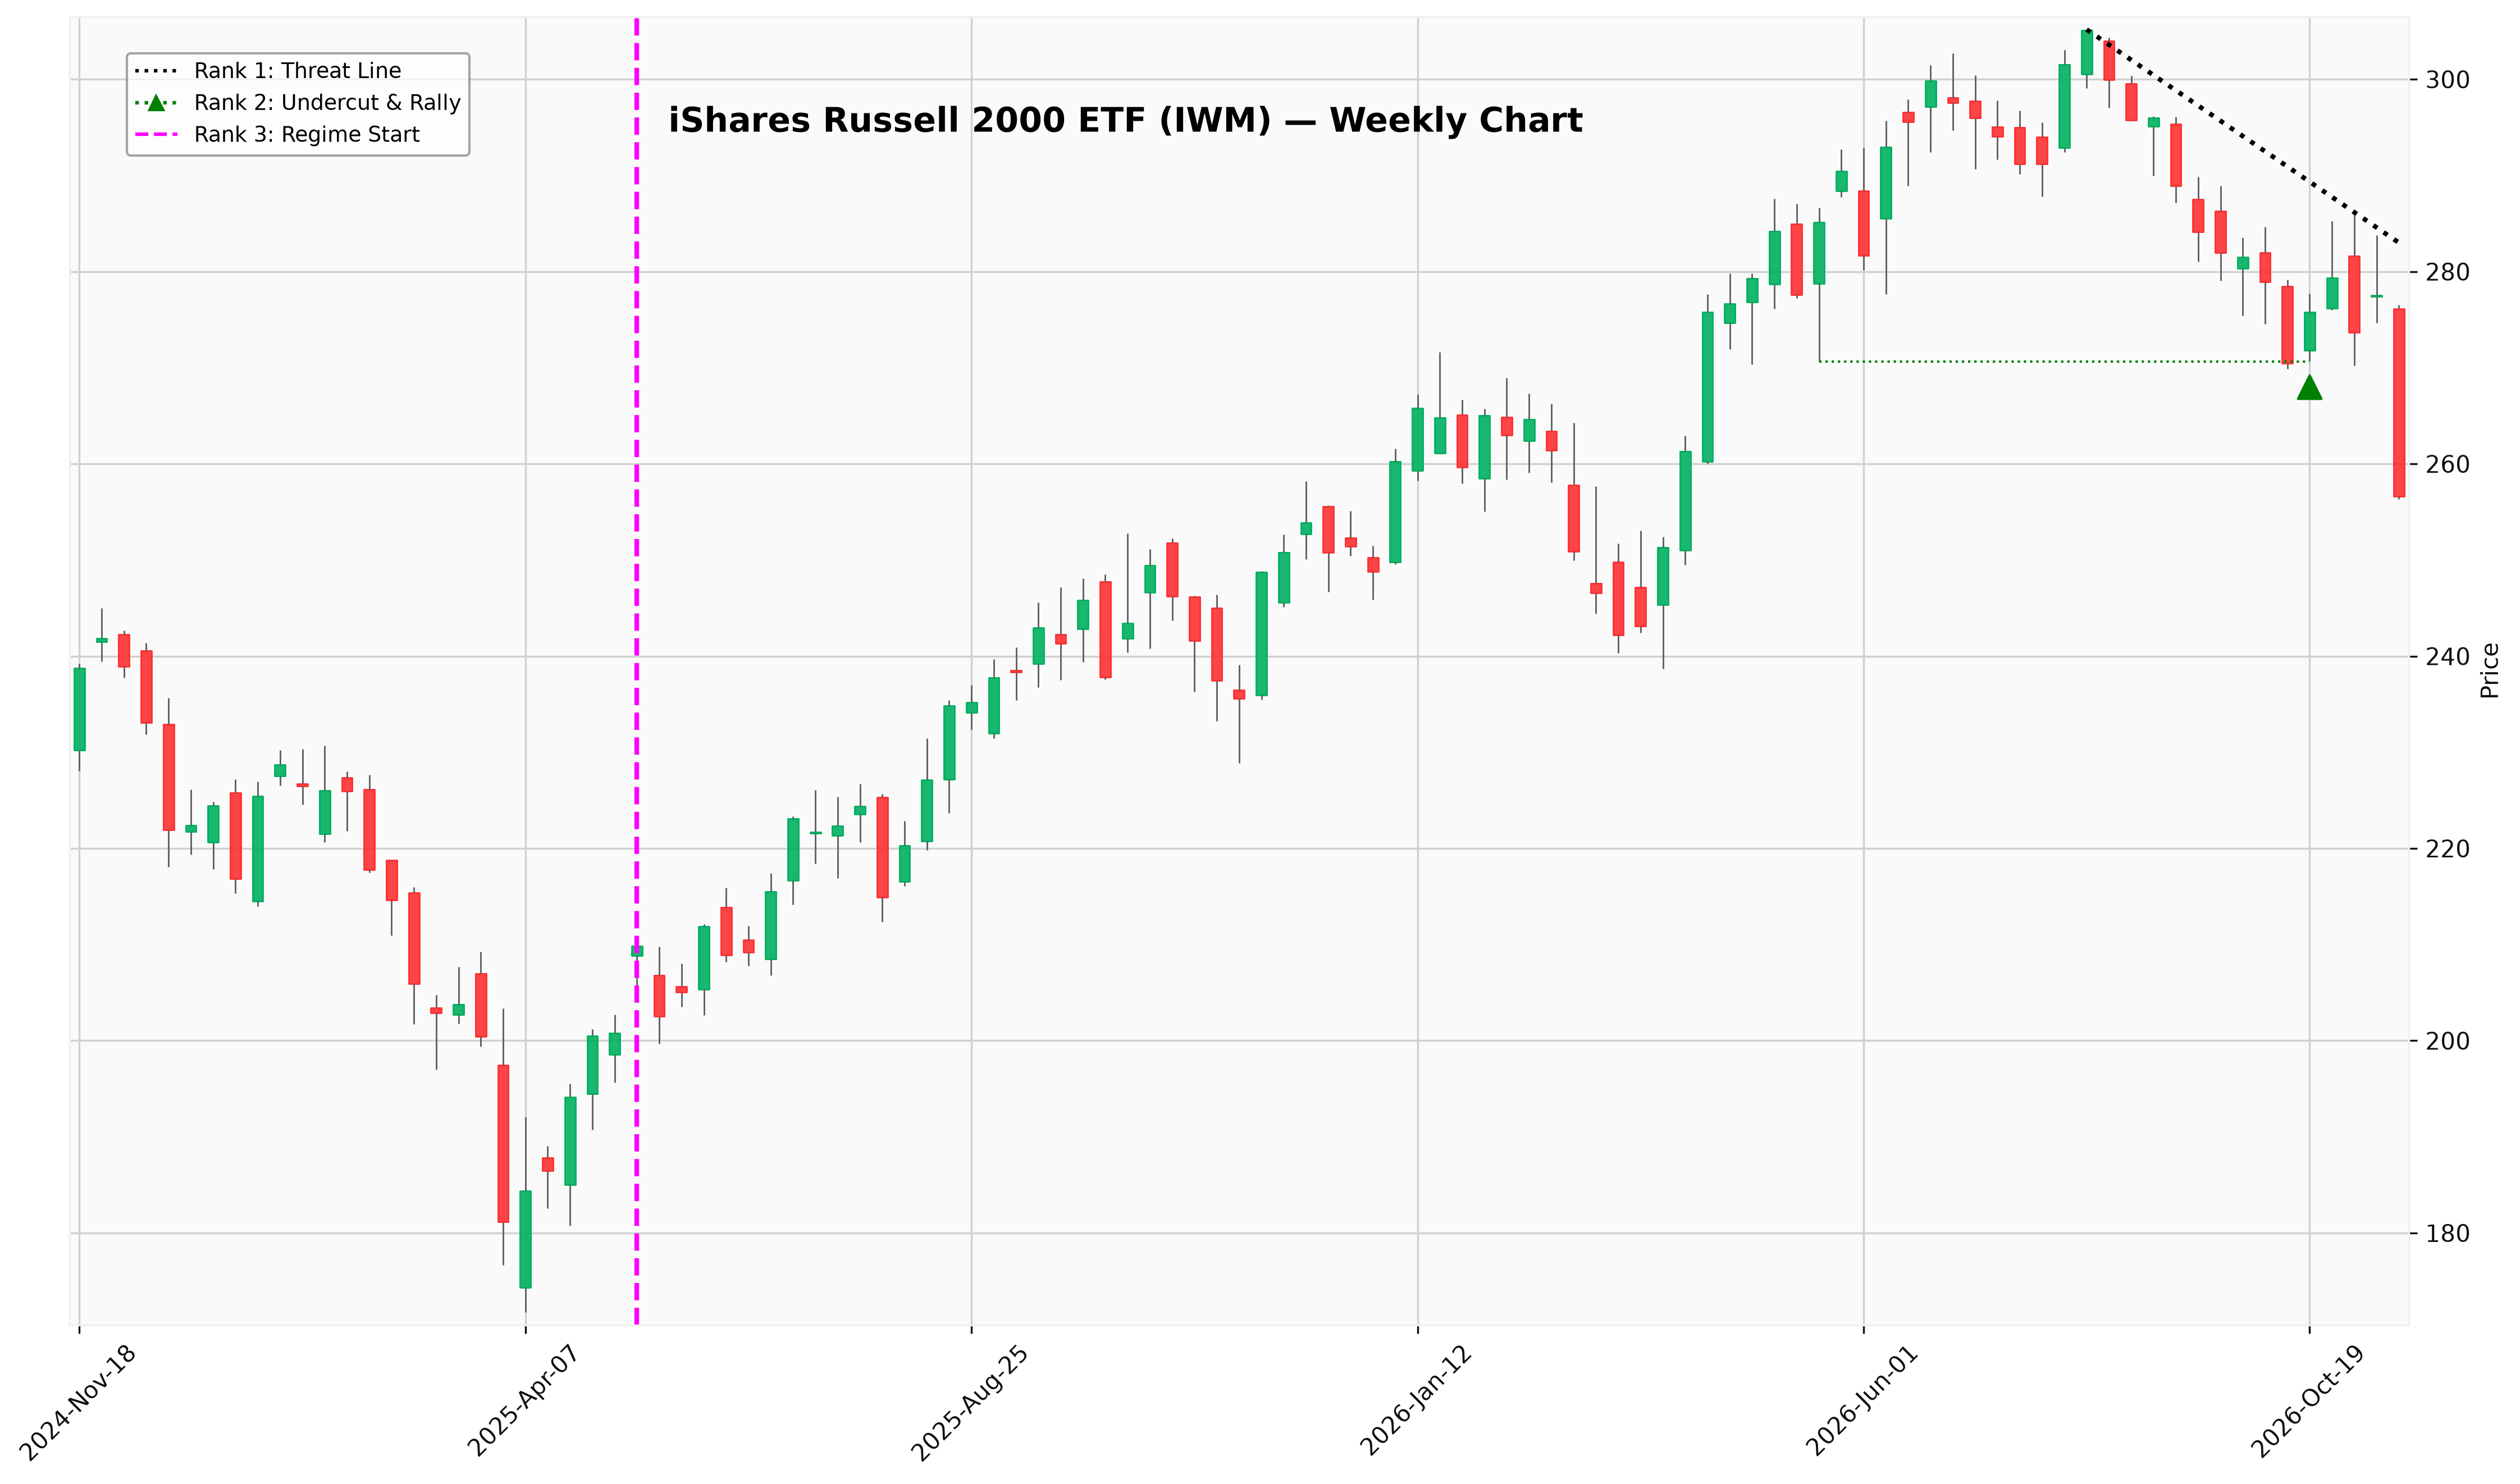 Rank 1: Threat Line
Rank 2: Undercut & Rally
Rank 3: Regime Start
iShares Russell 2000 ETF (IWM) — Weekly Chart
300
280
260
240
220
200
180
Price
2024-Nov-18
2025-Apr-07
2025-Aug-25
2026-Jan-12
2026-Jun-01
2026-Oct-19